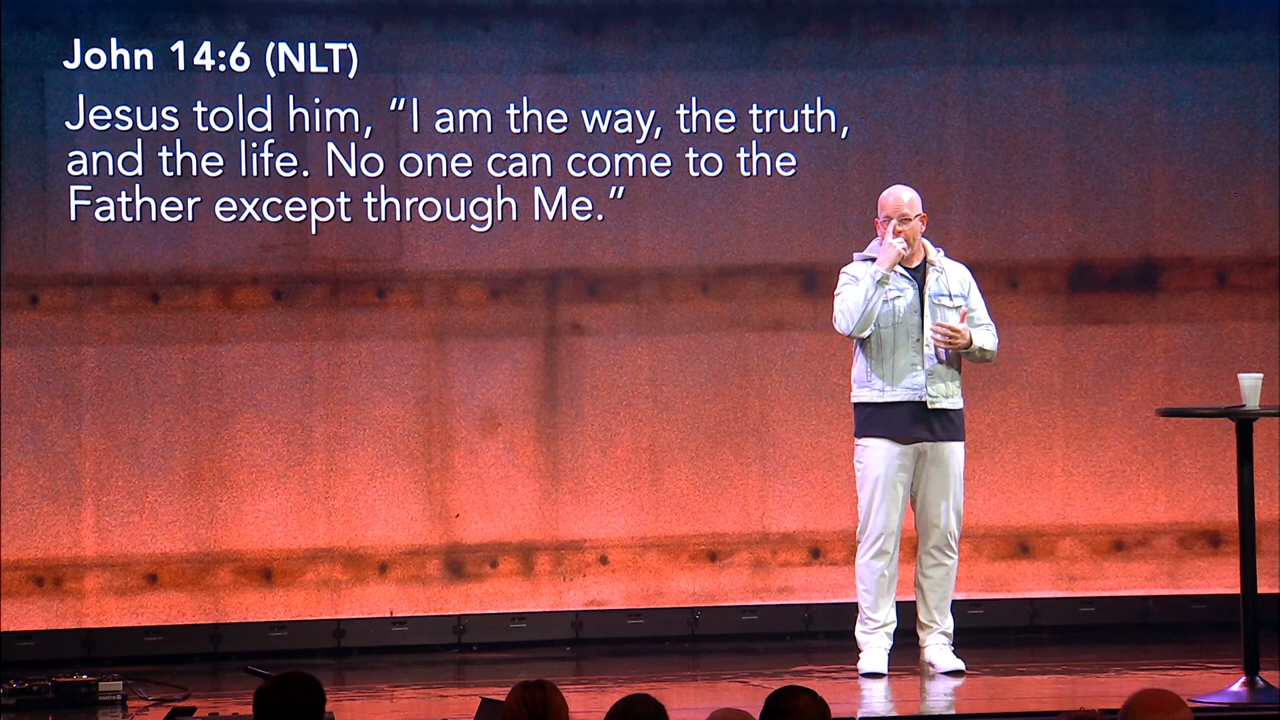 John 14:6 (NLT)
Jesus told him, “I am the way, the truth,
and the life. No one can come to the
Father except through Me.”